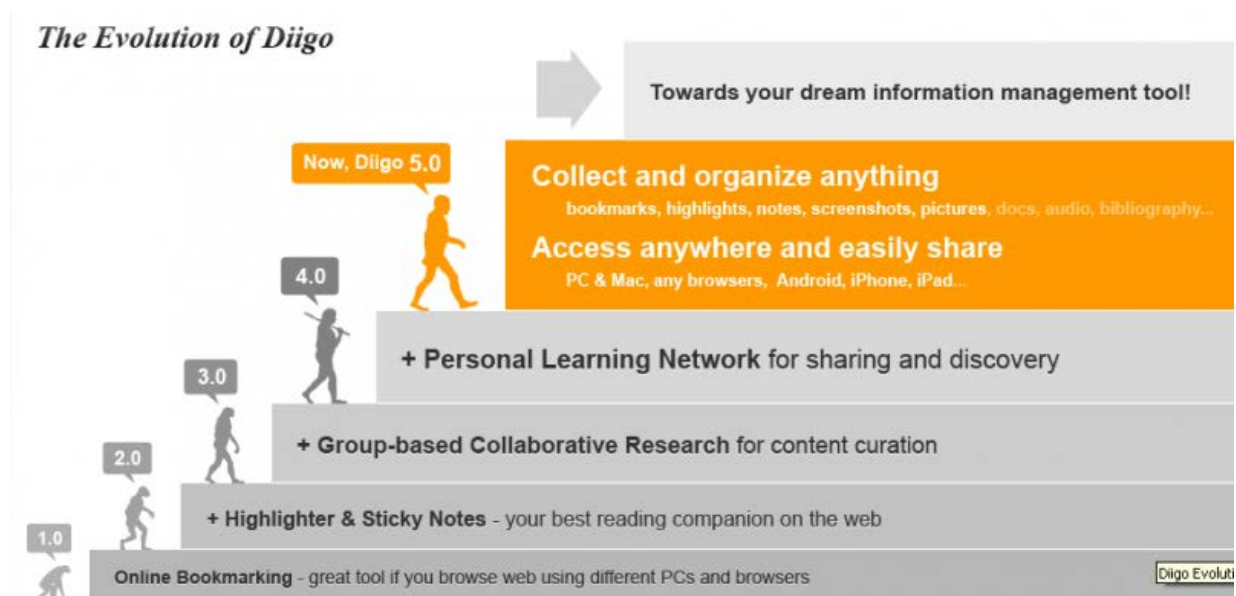 The Evolution of Diigo
Towards your dream information management tool!
Now, Diigo 5.0
Collect and organize anything
bookmarks, highlights, notes, screenshots, pictures, docs, audio, bibliography...
Access anywhere and easily share
PC & Mac, any browsers, Android, iPhone, iPad...
4.0
+ Personal Learning Network for sharing and discovery
3.0
+ Group-based Collaborative Research for content curation
2.0
+ Highlighter & Sticky Notes - your best reading companion on the web
1.0
Online Bookmarking - great tool if you browse web using different PCs and browsers
Diigo Evoluti